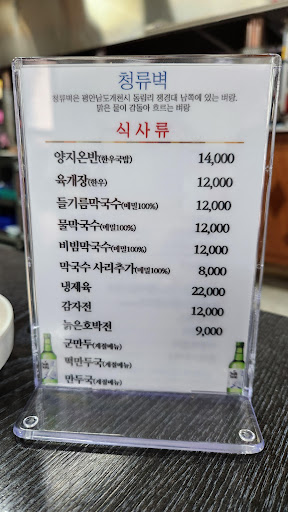 청류벽
청류벽은 평안남도개천시 동림리 쟁경대 남쪽에 있는 벼랑.
맑은 물이 감돌아 흐르는 벼랑
식사류
양지온반(한우국밥) 14,000
육개장(한우) 12,000
들기름막국수(메밀100%) 12,000
물막국수(메밀100%) 12,000
비빔막국수(메밀100%) 12,000
막국수 사리추가(메밀100%) 8,000
냉제육 22,000
감자전 12,000
늙은호박전 9,000
군만두(계절메뉴)
떡만두국(계절메뉴)
만두국(계절메뉴)